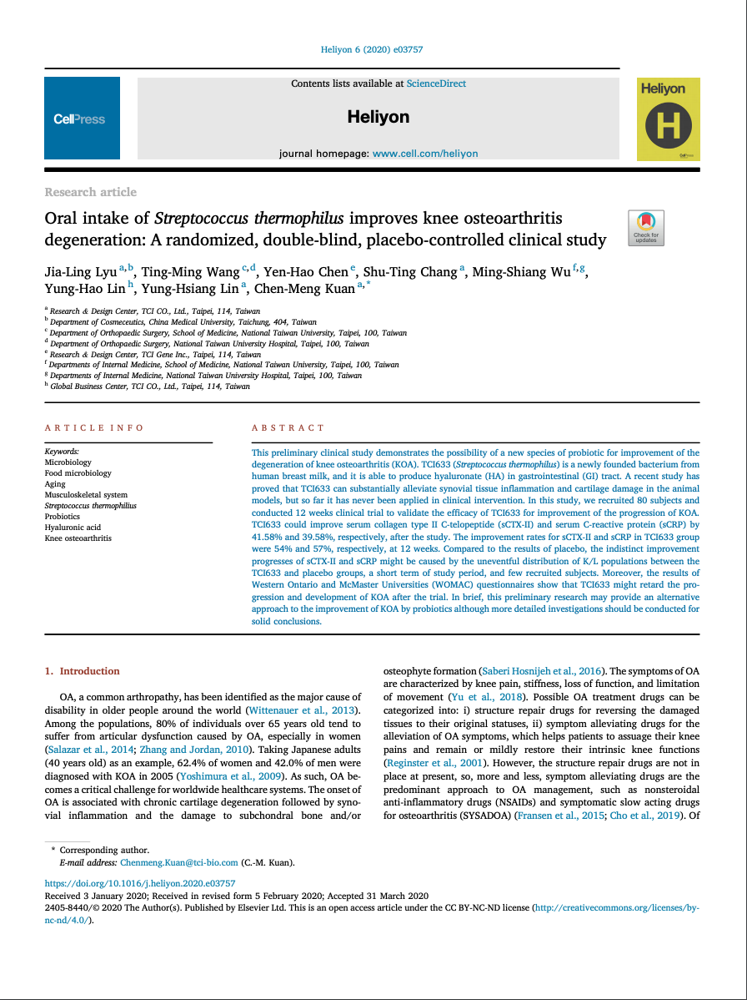 Heliyon 6 (2020) e03757
CellPress
Contents lists available at ScienceDirect
Heliyon
journal homepage: www.cell.com/heliyon
Heliyon
H
CellPress
Research article
Oral intake of Streptococcus thermophilus improves knee osteoarthritis
degeneration: A randomized, double-blind, placebo-controlled clinical study
Check for
updates
Jia-Ling Lyu a,b, Ting-Ming Wang c,d, Yen-Hao Chen e, Shu-Ting Chang a, Ming-Shiang Wu f,g,
Yung-Hao Lin h, Yung-Hsiang Lin a, Chen-Meng Kuan a,*
a Research & Design Center, TCI CO., Ltd., Taipei, 114, Taiwan
b Department of Cosmeceutics, China Medical University, Taichung, 404, Taiwan
c Department of Orthopaedic Surgery, School of Medicine, National Taiwan University, Taipei, 100, Taiwan
d Department of Orthopaedic Surgery, National Taiwan University Hospital, Taipei, 100, Taiwan
e Research & Design Center, TCI Gene Inc., Taipei, 114, Taiwan
f Departments of Internal Medicine, School of Medicine, National Taiwan University, Taipei, 100, Taiwan
g Departments of Internal Medicine, National Taiwan University Hospital, Taipei, 100, Taiwan
h Global Business Center, TCI CO., Ltd., Taipei, 114, Taiwan
ARTICLE INFO
Keywords:
Microbiology
Food microbiology
Aging
Musculoskeletal system
Streptococcus thermophilius
Probiotics
Hyaluronic acid
Knee osteoarthritis
ABSTRACT
This preliminary clinical study demonstrates the possibility of a new species of probiotic for improvement of the
degeneration of knee osteoarthritis (KOA). TCI633 (Streptococcus thermophilus) is a newly founded bacterium from
human breast milk, and it is able to produce hyaluronate (HA) in gastrointestinal (GI) tract. A recent study has
proved that TCI633 can substantially alleviate synovial tissue inflammation and cartilage damage in the animal
models, but so far it has never been applied in clinical intervention. In this study, we recruited 80 subjects and
conducted 12 weeks clinical trial to validate the efficacy of TCI633 for improvement of the progression of KOA.
TCI633 could improve serum collagen type II C-telopeptide (sCTX-II) and serum C-reactive protein (sCRP) by
41.58% and 39.58%, respectively, after the study. The improvement rates for sCTX-II and sCRP in TCI633 group
were 54% and 57%, respectively, at 12 weeks. Compared to the results of placebo, the indistinct improvement
progresses of sCTX-II and sCRP might be caused by the uneventful distribution of K/L populations between the
TCI633 and placebo groups, a short term of study period, and few recruited subjects. Moreover, the results of
Western Ontario and McMaster Universities (WOMAC) questionnaires show that TCI633 might retard the pro-
gression and development of KOA after the trial. In brief, this preliminary research may provide an alternative
approach to the improvement of KOA by probiotics although more detailed investigations should be conducted for
solid conclusions.
1. Introduction
OA, a common arthropathy, has been identified as the major cause of
disability in older people around the world (Wittenauer et al., 2013).
Among the populations, 80% of individuals over 65 years old tend to
suffer from articular dysfunction caused by OA, especially in women
(Salazar et al., 2014; Zhang and Jordan, 2010). Taking Japanese adults
(40 years old) as an example, 62.4% of women and 42.0% of men were
diagnosed with KOA in 2005 (Yoshimura et al., 2009). As such, OA be-
comes a critical challenge for worldwide healthcare systems. The onset of
OA is associated with chronic cartilage degeneration followed by syno-
vial inflammation and the damage to subchondral bone and/or
osteophyte formation (Saberi Hosnijeh et al., 2016). The symptoms of OA
are characterized by knee pain, stiffness, loss of function, and limitation
of movement (Yu et al., 2018). Possible OA treatment drugs can be
categorized into: i) structure repair drugs for reversing the damaged
tissues to their original statuses, ii) symptom alleviating drugs for the
alleviation of OA symptoms, which helps patients to assuage their knee
pains and remain or mildly restore their intrinsic knee functions
(Reginster et al., 2001). However, the structure repair drugs are not in
place at present, so, more and less, symptom alleviating drugs are the
predominant approach to OA management, such as nonsteroidal
anti-inflammatory drugs (NSAIDs) and symptomatic slow acting drugs
for osteoarthritis (SYSADOA) (Fransen et al., 2015; Cho et al., 2019). Of
* Corresponding author.
E-mail address: Chenmeng.Kuan@tci-bio.com (C.-M. Kuan).
https://doi.org/10.1016/j.heliyon.2020.e03757
Received 3 January 2020; Received in revised form 5 February 2020; Accepted 31 March 2020
2405-8440/© 2020 The Author(s). Published by Elsevier Ltd. This is an open access article under the CC BY-NC-ND license (http://creativecommons.org/licenses/by-
nc-nd/4.0/).